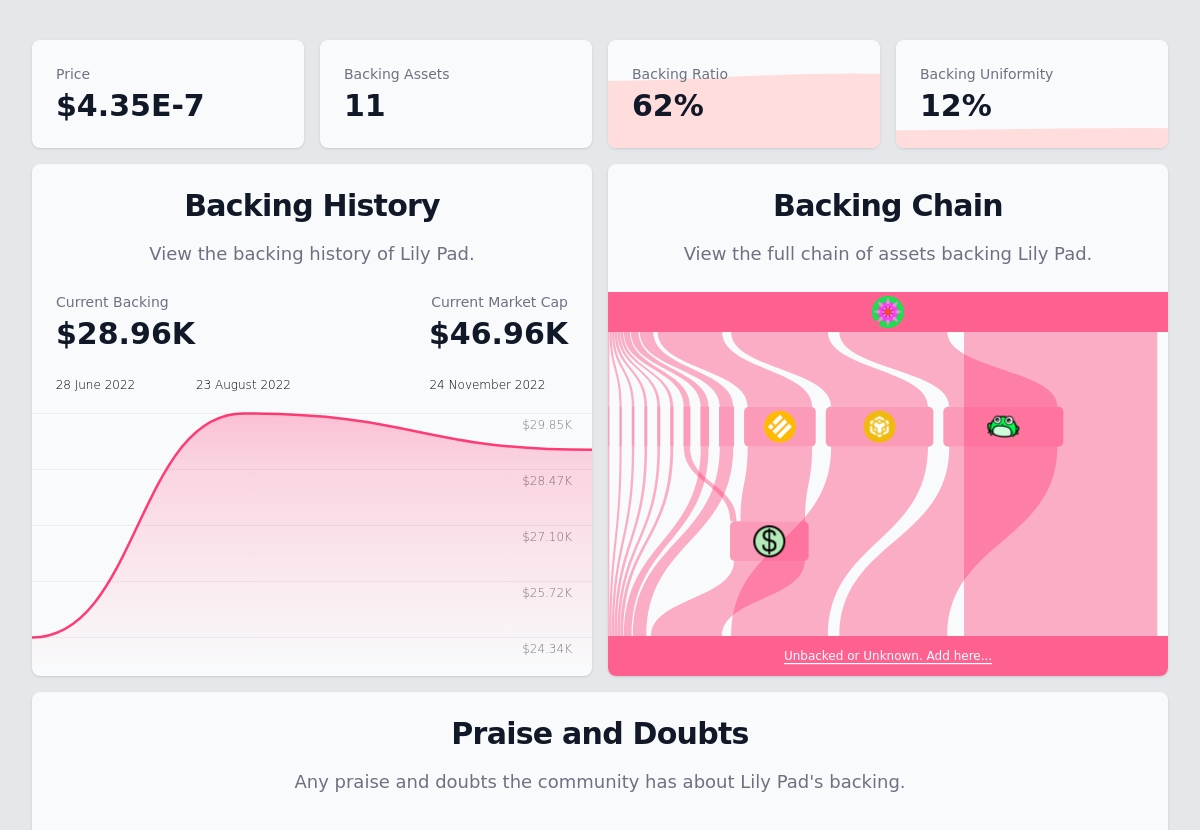 Price
$4.35E-7
Backing Assets
11
Backing Ratio
62%
Backing Uniformity
12%
Backing History
View the backing history of Lily Pad.
Current Backing
$28.96K
Current Market Cap
$46.96K
28 June 2022
23 August 2022
24 November 2022
$29.85K
$28.47K
$27.10K
$25.72K
$24.34K
Backing Chain
View the full chain of assets backing Lily Pad.
$
Unbacked or Unknown. Add here...
Praise and Doubts
Any praise and doubts the community has about Lily Pad's backing.